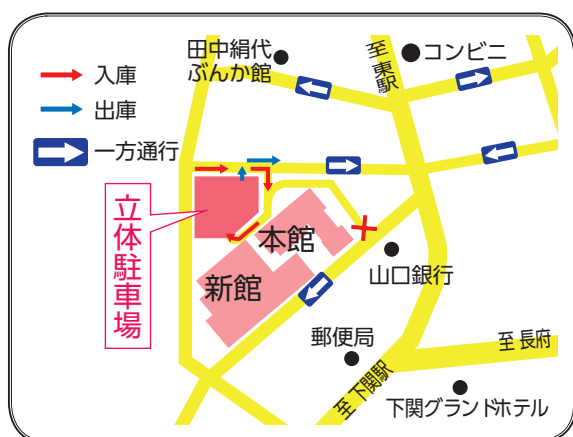 田中絹代
ぶんか館
至東駅
コンビニ
入庫
出庫
一方通行
立体駐車場
本館
新館
山口銀行
郵便局
至長府
至下関駅
下関グランドホテル